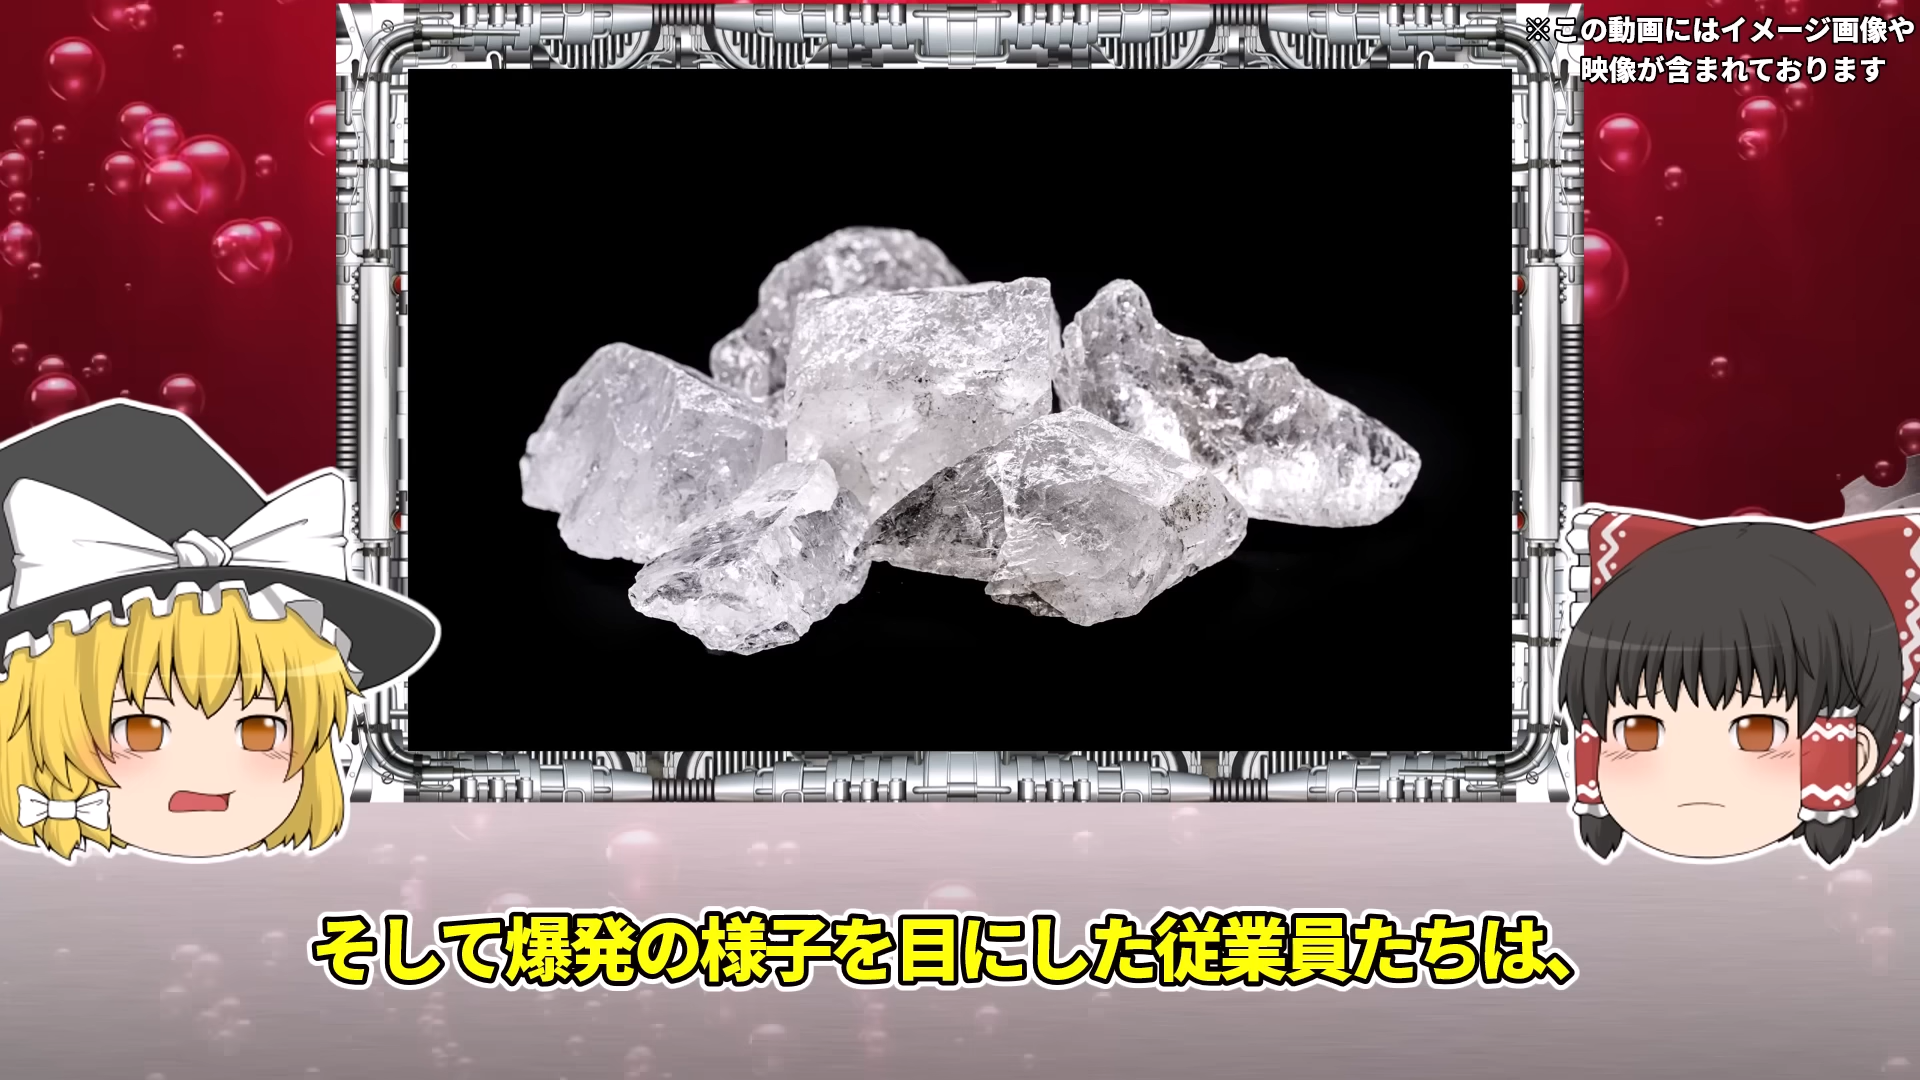 ※この動画にはイメージ画像や
映像が含まれております
そして爆発の様子を目にした従業員たちは、